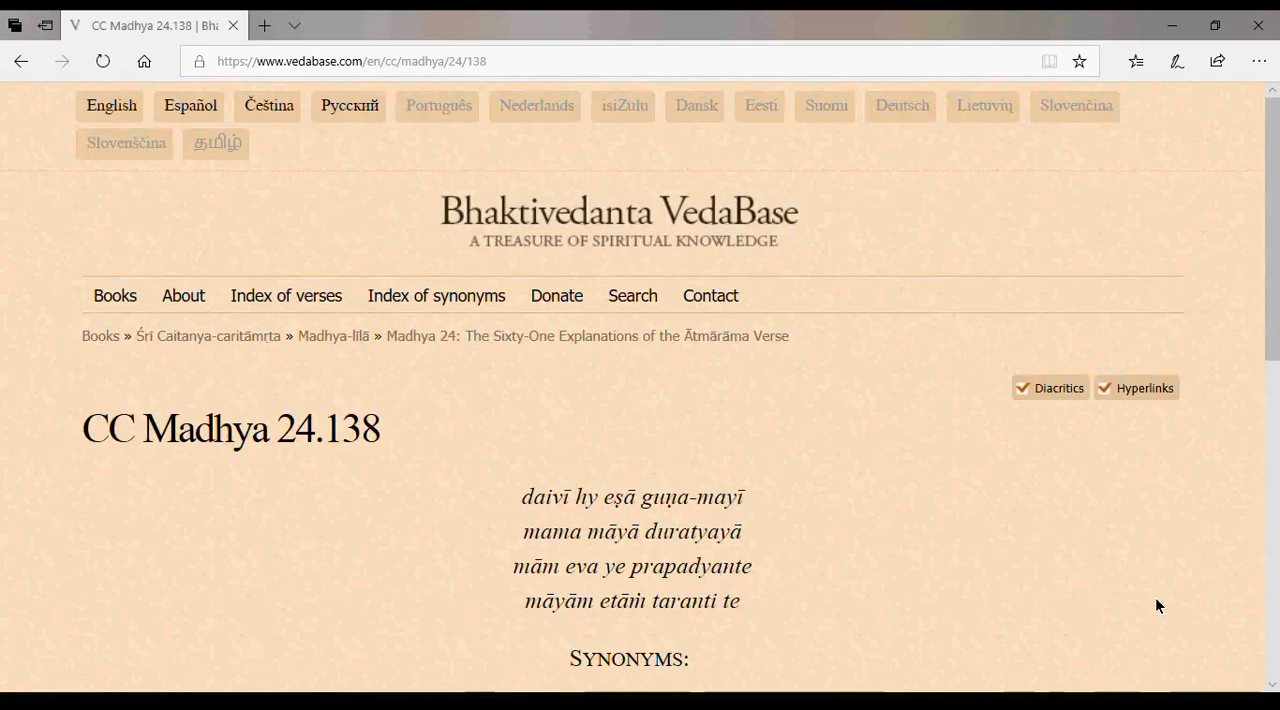 CC Madhya 24.138 | Bha
https://www.vedabase.com/en/cc/madhya/24/138
English Español Čeština Русский Português Nederlands isiZulu Dansk Eesti Suomi Deutsch Lietuvių Slovenčina
Slovenščina தமிழ்
Bhaktivedanta VedaBase
A TREASURE OF SPIRITUAL KNOWLEDGE
Books About Index of verses Index of synonyms Donate Search Contact
Books » Śrī Caitanya-caritāmṛta » Madhya-līlā » Madhya 24: The Sixty-One Explanations of the Ātmārāma Verse
Diacritics Hyperlinks
CC Madhya 24.138
daivī hy eṣā guṇa-mayī
mama māyā duratyayā
mām eva ye prapadyante
māyām etāṁ taranti te
SYNONYMS: